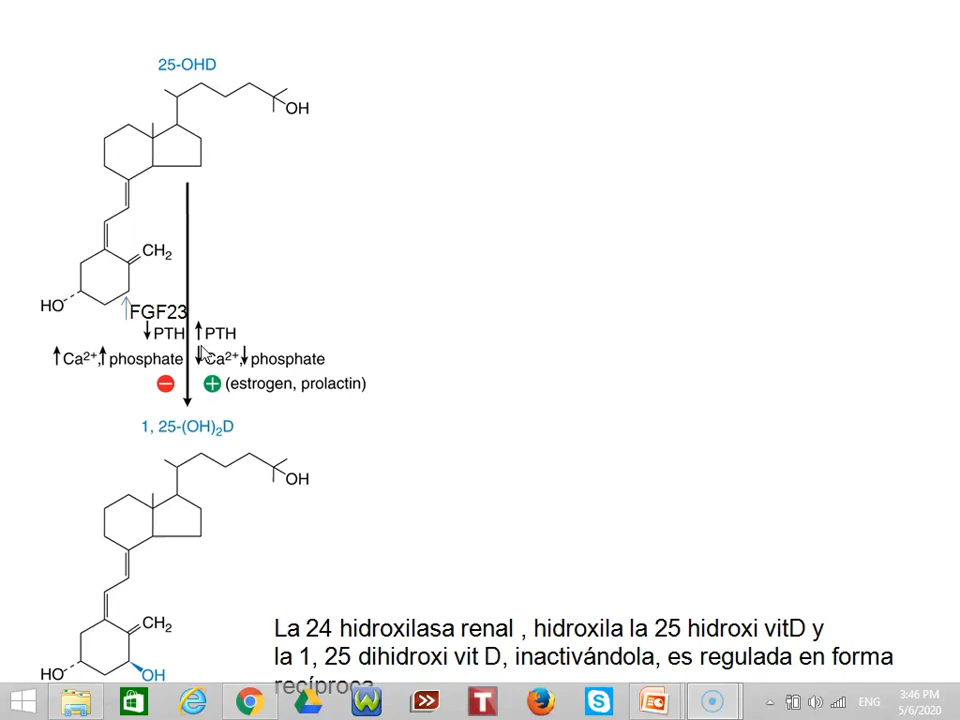 25-OHD
OH
CH2
HO
↑FGF23
↓PTH ↑PTH
↑Ca2+,↑phosphate ↓Ca2+,↓phosphate
− + (estrogen, prolactin)
1, 25-(OH)2D
OH
CH2
HO OH
La 24 hidroxilasa renal , hidroxila la 25 hidroxi vitD y
la 1, 25 dihidroxi vit D, inactivándola, es regulada en forma
recíproca
ENG
3:46 PM
5/6/2020